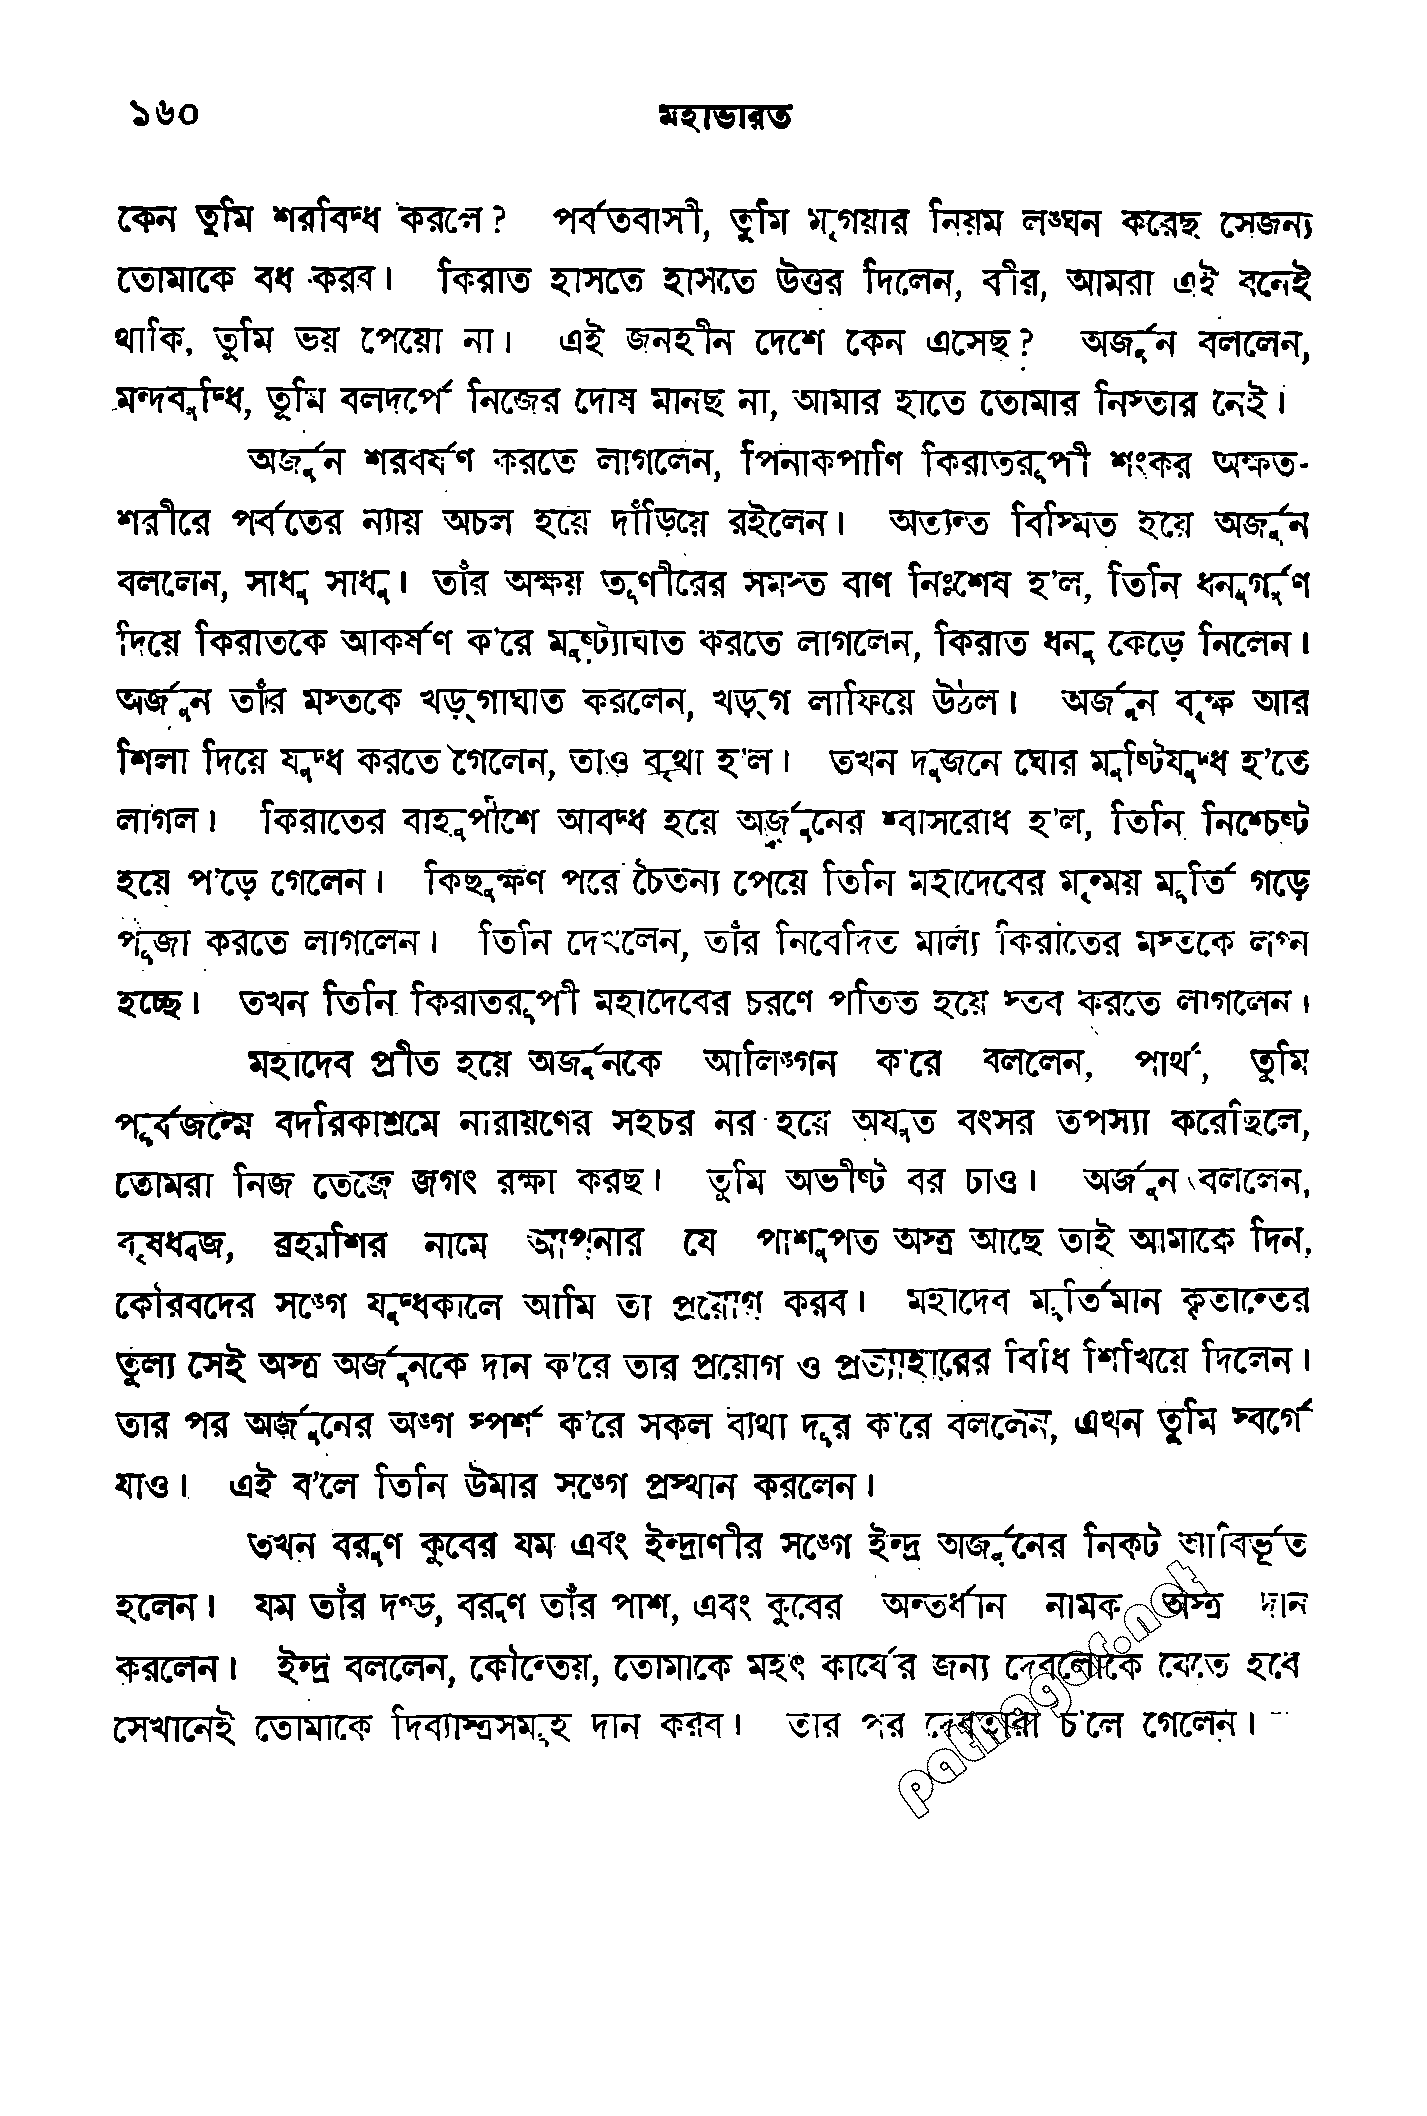 ১৬০ মহাভারত
কেন তুমি শরবিদ্ধ করলে? পর্বতবাসী, তুমি মৃগয়ার নিয়ম লঙ্ঘন করেছ সেজন্য
তোমাকে বধ করব। কিরাত হাসতে হাসতে উত্তর দিলেন, বীর, আমরা এই বনেই
থাকি, তুমি ভয় পেয়ো না। এই জনহীন দেশে কেন এসেছ? অর্জুন বললেন,
মন্দবুদ্ধি, তুমি বলদর্পে নিজের দোষ মানছ না, আমার হাতে তোমার নিস্তার নেই।
অর্জুন শরবর্ষণ করতে লাগলেন, পিনাকপাণি কিরাতরূপী শংকর অক্ষত-
শরীরে পর্বতের ন্যায় অচল হয়ে দাঁড়িয়ে রইলেন। অত্যন্ত বিস্মিত হয়ে অর্জুন
বললেন, সাধু সাধু। তাঁর অক্ষয় তূণীরের সমস্ত বাণ নিঃশেষ হ'ল, তিনি ধনুর্গুণ
দিয়ে কিরাতকে আকর্ষণ ক'রে মুষ্ট্যাঘাত করতে লাগলেন, কিরাত ধনু কেড়ে নিলেন।
অর্জুন তাঁর মস্তকে খড়্‌গাঘাত করলেন, খড়্‌গ লাফিয়ে উঠল। অর্জুন বৃক্ষ আর
শিলা দিয়ে যুদ্ধ করতে গেলেন, তাও বৃথা হ'ল। তখন দুজনে ঘোর মুষ্টিযুদ্ধ হ'তে
লাগল। কিরাতের বাহুপাশে আবদ্ধ হয়ে অর্জুনের শ্বাসরোধ হ'ল, তিনি নিশ্চেষ্ট
হয়ে প'ড়ে গেলেন। কিছুক্ষণ পরে চৈতন্য পেয়ে তিনি মহাদেবের মৃন্ময় মূর্তি গড়ে
পূজা করতে লাগলেন। তিনি দেখলেন, তাঁর নিবেদিত মাল্য কিরাতের মস্তকে লগ্ন
হচ্ছে। তখন তিনি কিরাতরূপী মহাদেবের চরণে পতিত হয়ে স্তব করতে লাগলেন।
মহাদেব প্রীত হয়ে অর্জুনকে আলিঙ্গন ক'রে বললেন, পার্থ, তুমি
পূর্বজন্মে বদরিকাশ্রমে নারায়ণের সহচর নর হয়ে অযুত বৎসর তপস্যা করেছিলে,
তোমরা নিজ তেজে জগৎ রক্ষা করছ। তুমি অভীষ্ট বর চাও। অর্জুন বললেন,
বৃষধ্বজ, ব্রহ্মশির নামে আপনার যে পাশুপত অস্ত্র আছে তাই আমাকে দিন,
কৌরবদের সঙ্গে যুদ্ধকালে আমি তা প্রয়োগ করব। মহাদেব মূর্তিমান কৃতান্তের
তুল্য সেই অস্ত্র অর্জুনকে দান ক'রে তার প্রয়োগ ও প্রত্যাহারের বিধি শিখিয়ে দিলেন।
তার পর অর্জুনের অঙ্গ স্পর্শ ক'রে সকল ব্যথা দূর ক'রে বললেন, এখন তুমি স্বর্গে
যাও। এই ব'লে তিনি উমার সঙ্গে প্রস্থান করলেন।
তখন বরুণ কুবের যম এবং ইন্দ্রাণীর সঙ্গে ইন্দ্র অর্জুনের নিকট আবির্ভূত
হলেন। যম তাঁর দণ্ড, বরুণ তাঁর পাশ, এবং কুবের অন্তর্ধান নামক অস্ত্র দান
করলেন। ইন্দ্র বললেন, কৌন্তেয়, তোমাকে মহৎ কার্যের জন্য দেবলোকে যেতে হবে
সেখানেই তোমাকে দিব্যাস্ত্রসমূহ দান করব। তার পর দেবতারা চ'লে গেলেন।
pathagar.net